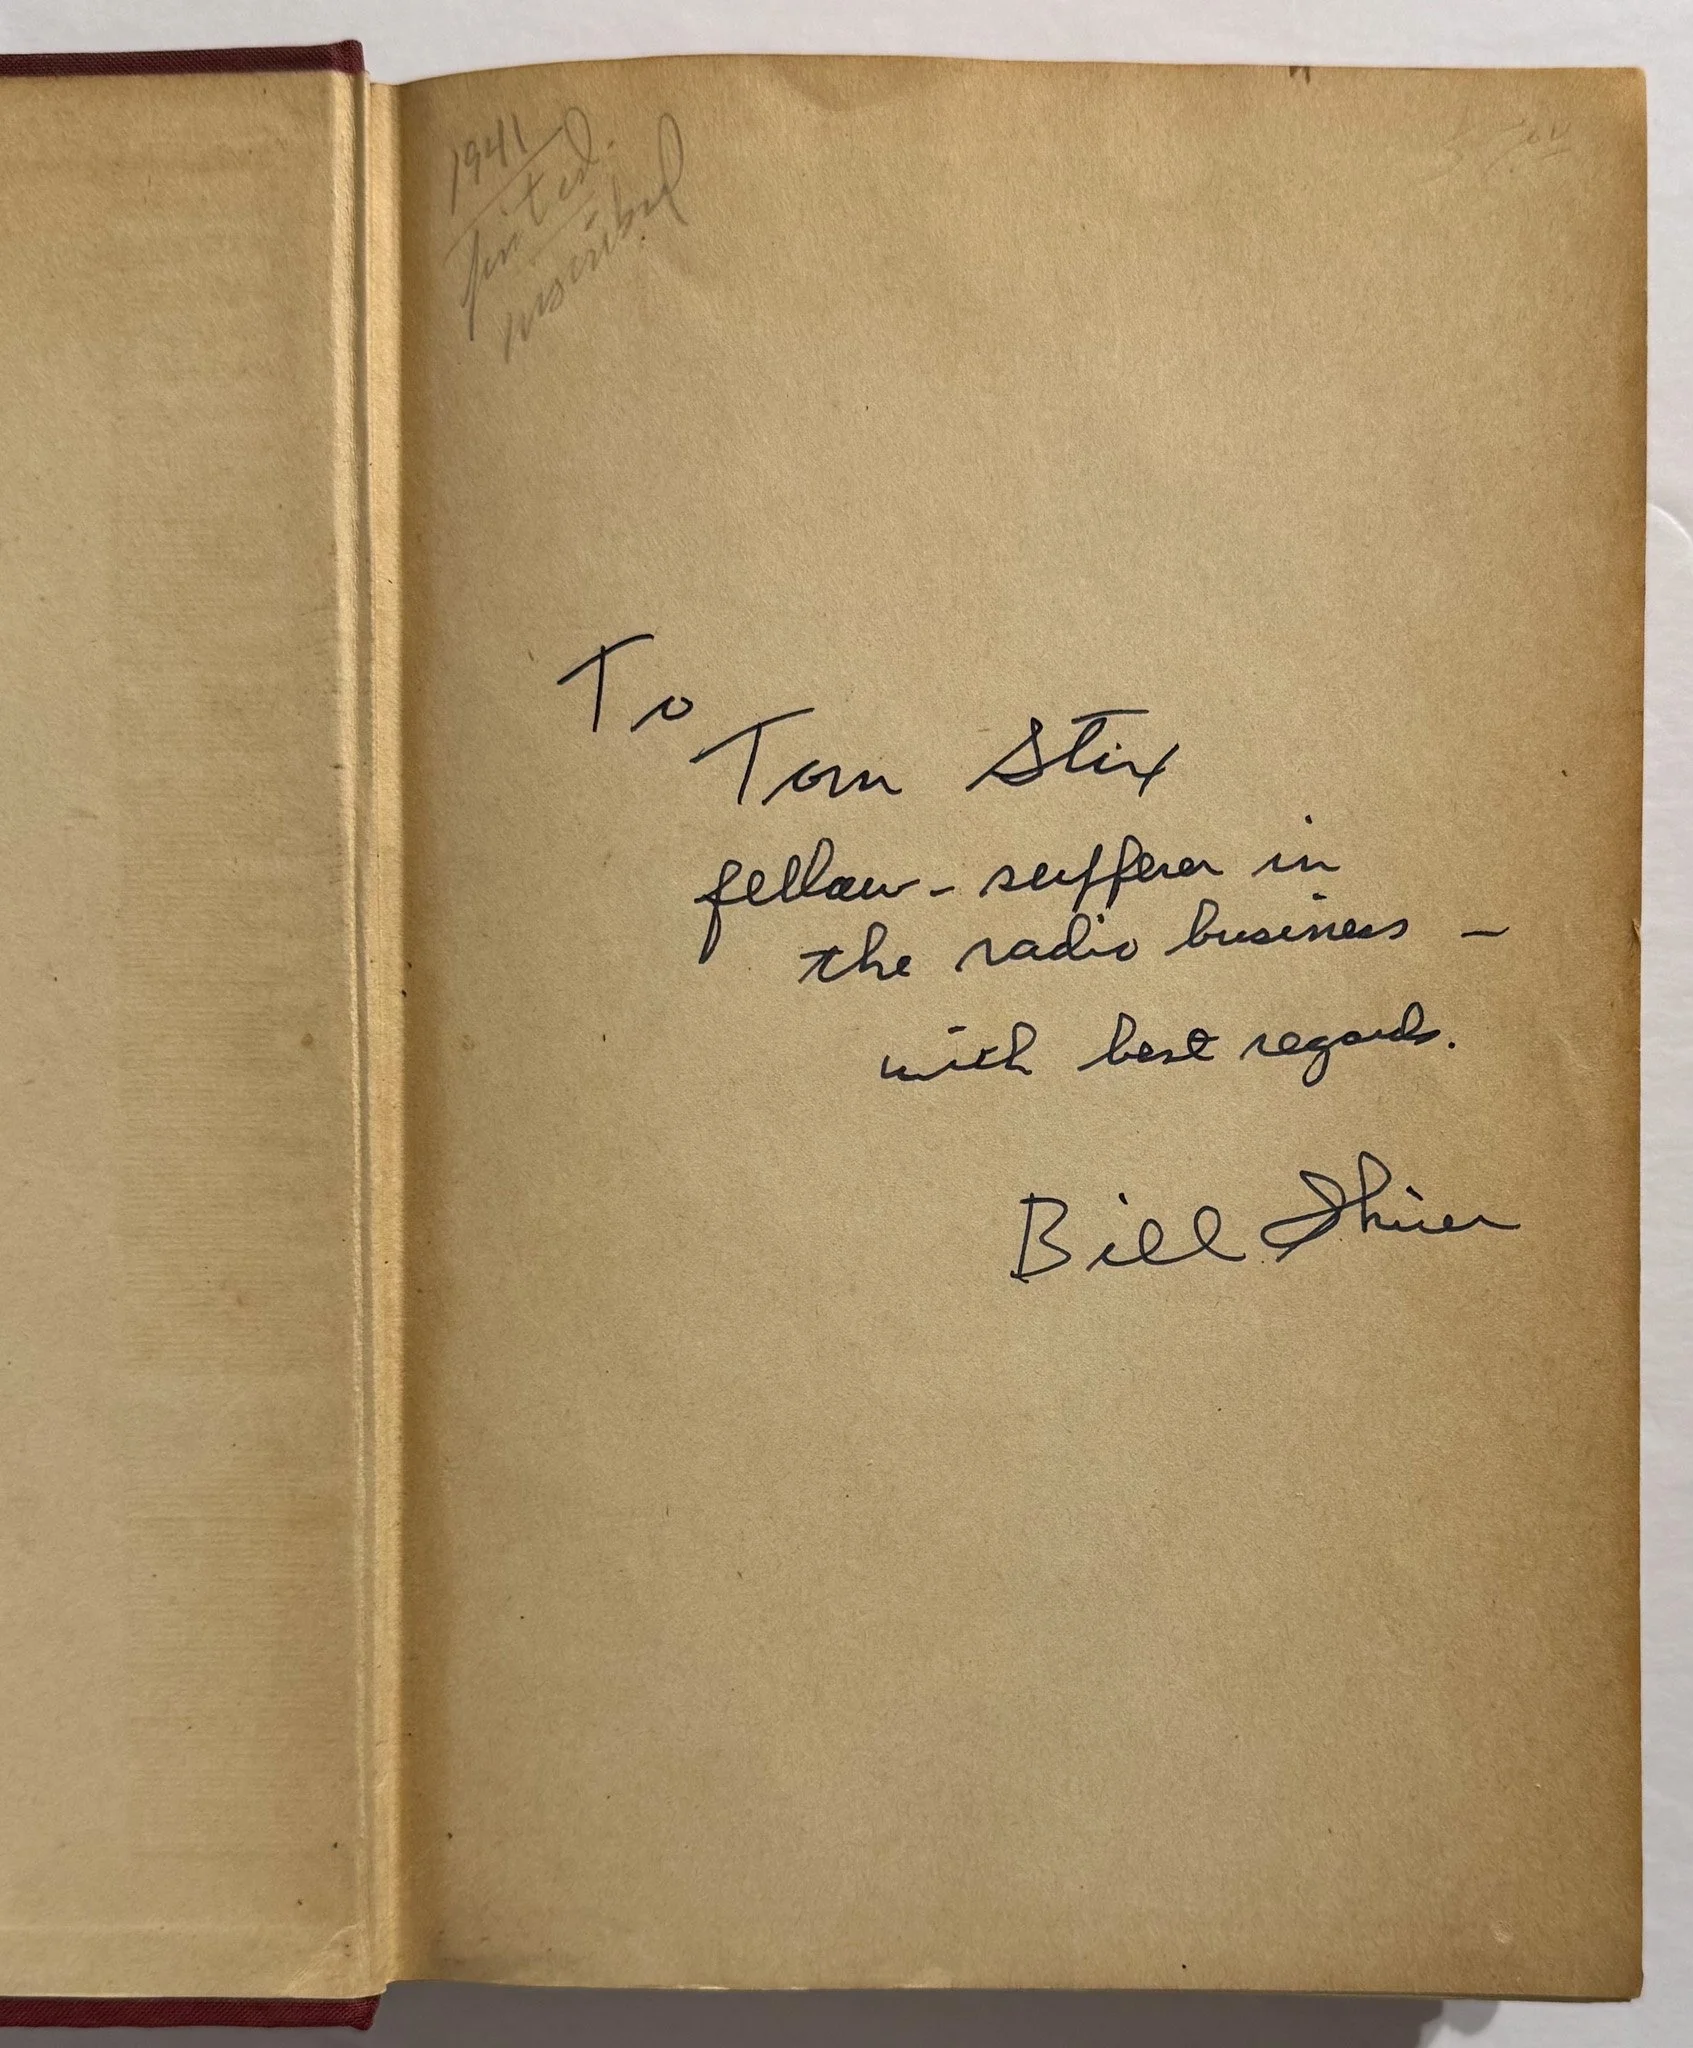 1941
first ed.
inscribed
To
Tom Stix
fellow-sufferer in
the radio business –
with best regards.
Bill Shirer